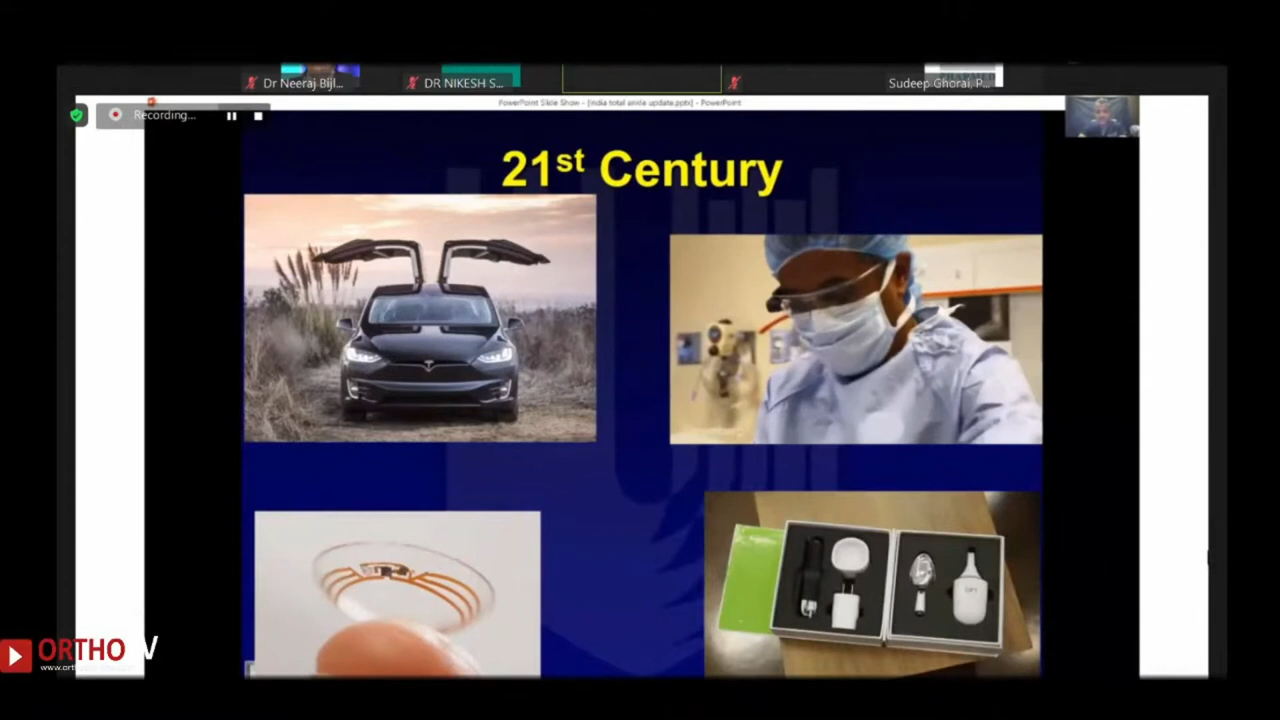 Dr Neeraj Bijl...
DR NIKESH S...
Sudeep Ghorai, P...
PowerPoint Slide Show - [india total ankle update.pptx] - PowerPoint
Recording...
21st Century
ORTHO
V